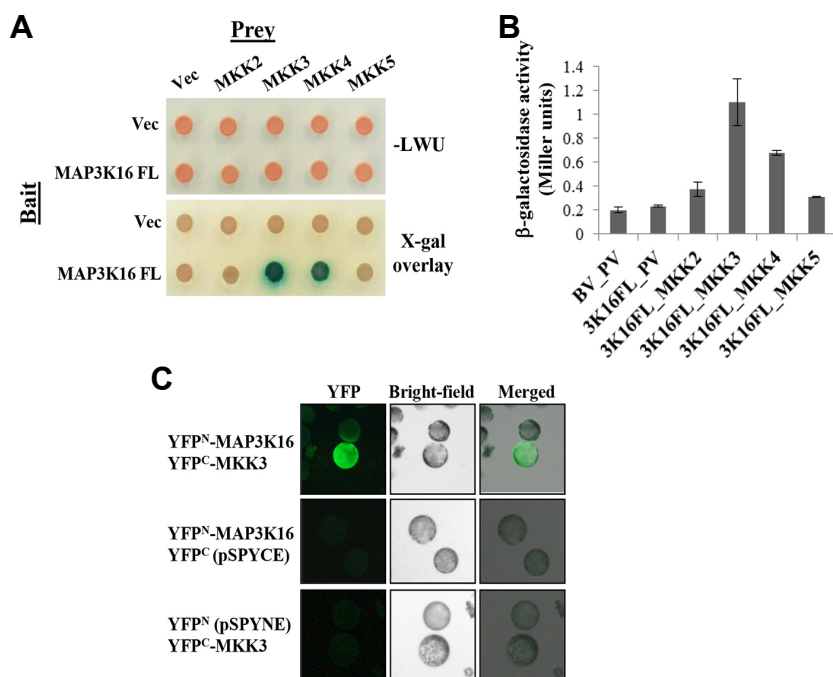 A
Prey
Vec MKK2 MKK3 MKK4 MKK5
Bait
Vec
MAP3K16 FL
-LWU
Vec
MAP3K16 FL
X-gal
overlay
B
β-galactosidase activity
(Miller units)
1.4
1.2
1
0.8
0.6
0.4
0.2
0
BV_PV
3K16FL_PV
3K16FL_MKK2
3K16FL_MKK3
3K16FL_MKK4
3K16FL_MKK5
C
YFP Bright-field Merged
YFPᴺ-MAP3K16
YFPᶜ-MKK3
YFPᴺ-MAP3K16
YFPᶜ (pSPYCE)
YFPᴺ (pSPYNE)
YFPᶜ-MKK3